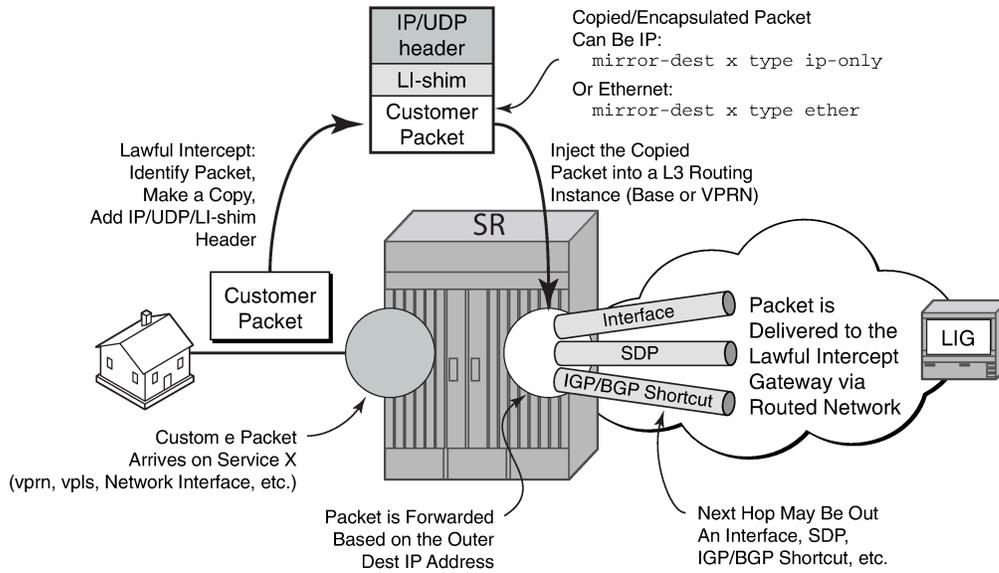 IP/UDP
header
LI-shim
Customer
Packet
Copied/Encapsulated Packet
Can Be IP:
mirror-dest x type ip-only
Or Ethernet:
mirror-dest x type ether
Lawful Intercept:
Identify Packet,
Make a Copy,
Add IP/UDP/LI-shim
Header
Inject the Copied
Packet into a L3 Routing
Instance (Base or VPRN)
SR
Customer
Packet
Interface
SDP
IGP/BGP Shortcut
Packet is
Delivered to the
Lawful Intercept
Gateway via
Routed Network
LIG
Custom e Packet
Arrives on Service X
(vprn, vpls, Network Interface, etc.)
Packet is Forwarded
Based on the Outer
Dest IP Address
Next Hop May Be Out
An Interface, SDP,
IGP/BGP Shortcut, etc.